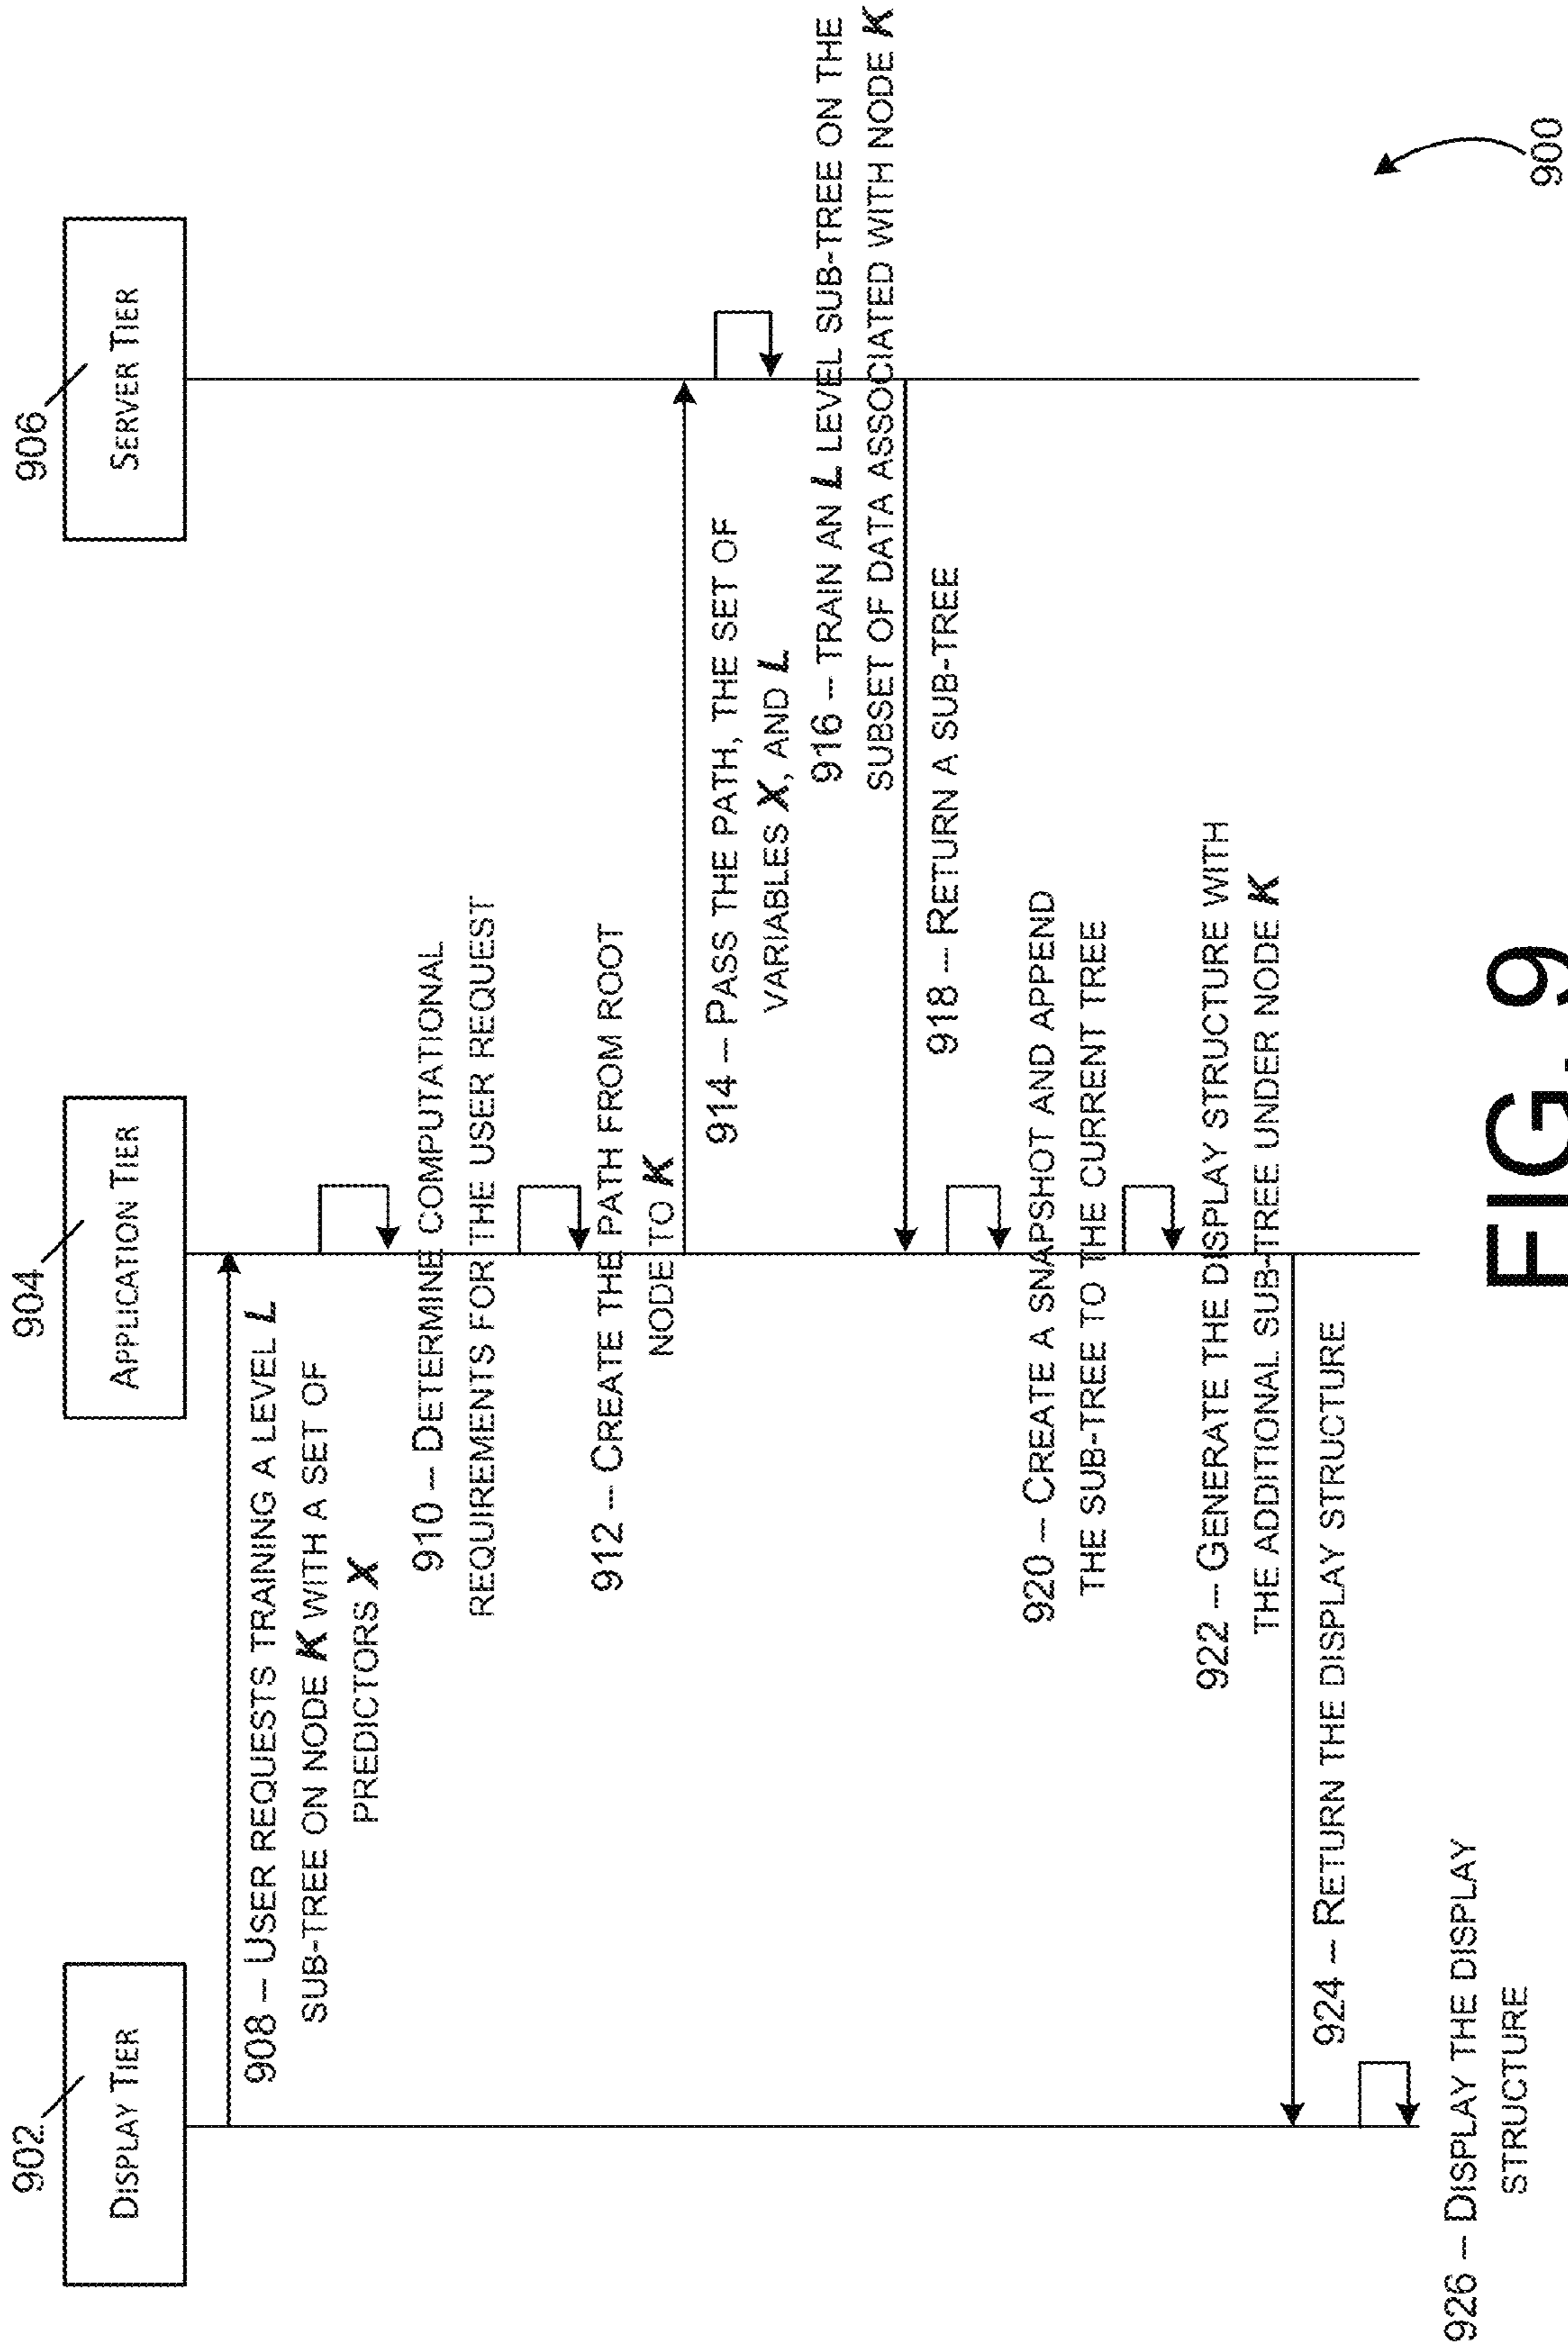 902
DISPLAY TIER
904
APPLICATION TIER
906
SERVER TIER
908 – USER REQUESTS TRAINING A LEVEL L
SUB-TREE ON NODE K WITH A SET OF
PREDICTORS X
910 – DETERMINE COMPUTATIONAL
REQUIREMENTS FOR THE USER REQUEST
912 – CREATE THE PATH FROM ROOT
NODE TO K
914 – PASS THE PATH, THE SET OF
VARIABLES X, AND L
916 – TRAIN AN L LEVEL SUB-TREE ON THE
SUBSET OF DATA ASSOCIATED WITH NODE K
918 – RETURN A SUB-TREE
920 – CREATE A SNAPSHOT AND APPEND
THE SUB-TREE TO THE CURRENT TREE
922 – GENERATE THE DISPLAY STRUCTURE WITH
THE ADDITIONAL SUB-TREE UNDER NODE K
924 – RETURN THE DISPLAY STRUCTURE
926 – DISPLAY THE DISPLAY
STRUCTURE
900
FIG. 9